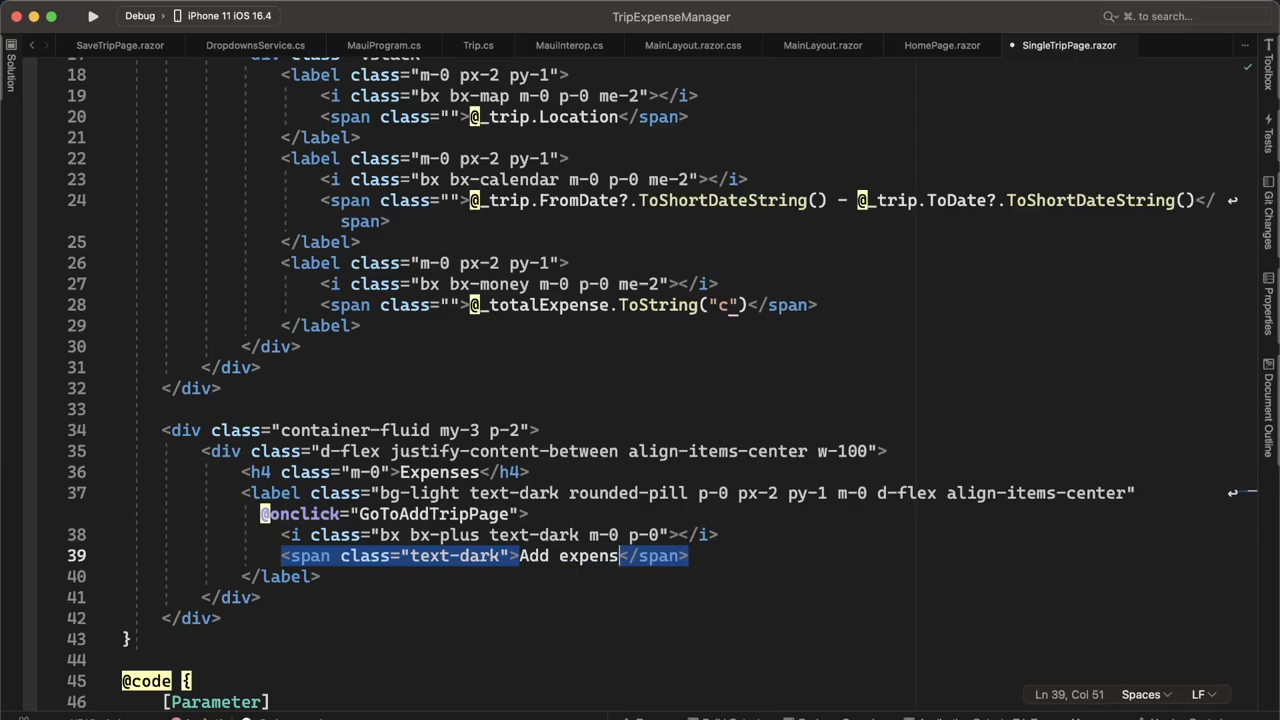 TripExpenseManager
Debug
iPhone 11 iOS 16.4
⌘. to search...
SaveTripPage.razor
DropdownsService.cs
MauiProgram.cs
Trip.cs
MauiInterop.cs
MainLayout.razor.css
MainLayout.razor
HomePage.razor
SingleTripPage.razor
18 <label class="m-0 px-2 py-1">
19 <i class="bx bx-map m-0 p-0 me-2"></i>
20 <span class="">@_trip.Location</span>
21 </label>
22 <label class="m-0 px-2 py-1">
23 <i class="bx bx-calendar m-0 p-0 me-2"></i>
24 <span class="">@_trip.FromDate?.ToShortDateString() - @_trip.ToDate?.ToShortDateString()</
span>
25 </label>
26 <label class="m-0 px-2 py-1">
27 <i class="bx bx-money m-0 p-0 me-2"></i>
28 <span class="">@_totalExpense.ToString("c")</span>
29 </label>
30 </div>
31 </div>
32 </div>
33
34 <div class="container-fluid my-3 p-2">
35 <div class="d-flex justify-content-between align-items-center w-100">
36 <h4 class="m-0">Expenses</h4>
37 <label class="bg-light text-dark rounded-pill p-0 px-2 py-1 m-0 d-flex align-items-center"
@onclick="GoToAddTripPage">
38 <i class="bx bx-plus text-dark m-0 p-0"></i>
39 <span class="text-dark">Add expens</span>
40 </label>
41 </div>
42 </div>
43 }
44
45 @code {
46 [Parameter]
Ln 39, Col 51
Spaces
LF
Solution
Toolbox
Tests
Git Changes
Properties
Document Outline